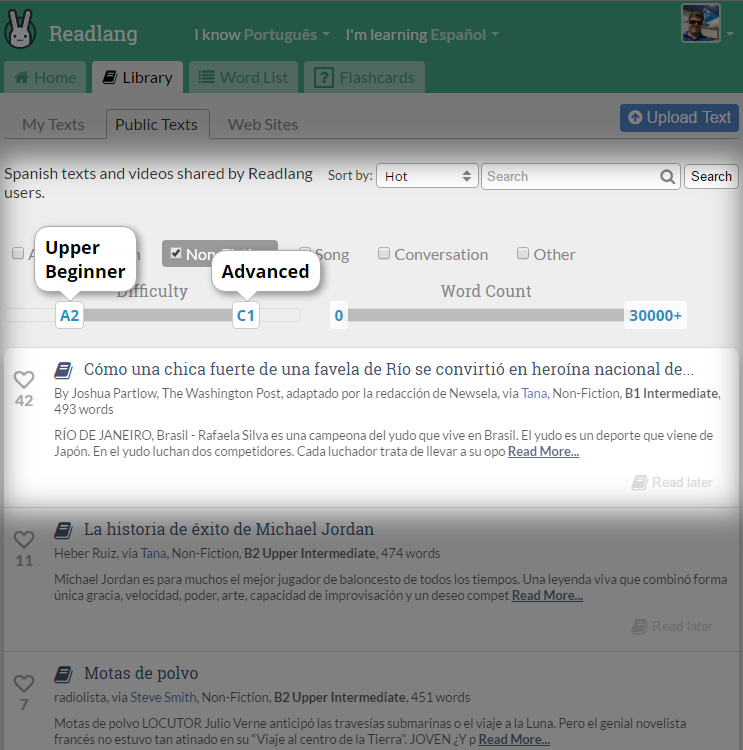 Readlang
I know Português
I'm learning Español
Home
Library
Word List
?
Flashcards
My Texts
Public Texts
Web Sites
Upload Text
Spanish texts and videos shared by Readlang
users.
Sort by:
Hot
Search
Search
Song
Conversation
Other
Upper
Beginner
Advanced
Difficulty
Word Count
A2
C1
0
30000+
Cómo una chica fuerte de una favela de Río se convirtió en heroína nacional de...
42
By Joshua Partlow, The Washington Post, adaptado por la redacción de Newsela, via Tana, Non-Fiction, B1 Intermediate,
493 words
RÍO DE JANEIRO, Brasil - Rafaela Silva es una campeona del yudo que vive en Brasil. El yudo es un deporte que viene de
Japón. En el yudo luchan dos competidores. Cada luchador trata de llevar a su opo Read More...
Read later
La historia de éxito de Michael Jordan
11
Heber Ruiz, via Tana, Non-Fiction, B2 Upper Intermediate, 474 words
Michael Jordan es para muchos el mejor jugador de baloncesto de todos los tiempos. Una leyenda viva que combinó forma
única gracia, velocidad, poder, arte, capacidad de improvisación y un deseo compet Read More...
Read later
Motas de polvo
7
radiolista, via Steve Smith, Non-Fiction, B2 Upper Intermediate, 451 words
Motas de polvo LOCUTOR Julio Verne anticipó las travesías submarinas o el viaje a la Luna. Pero el genial novelista
francés no estuvo tan atinado en su “Viaje al centro de la Tierra”. JOVEN ¿Y p Read More...